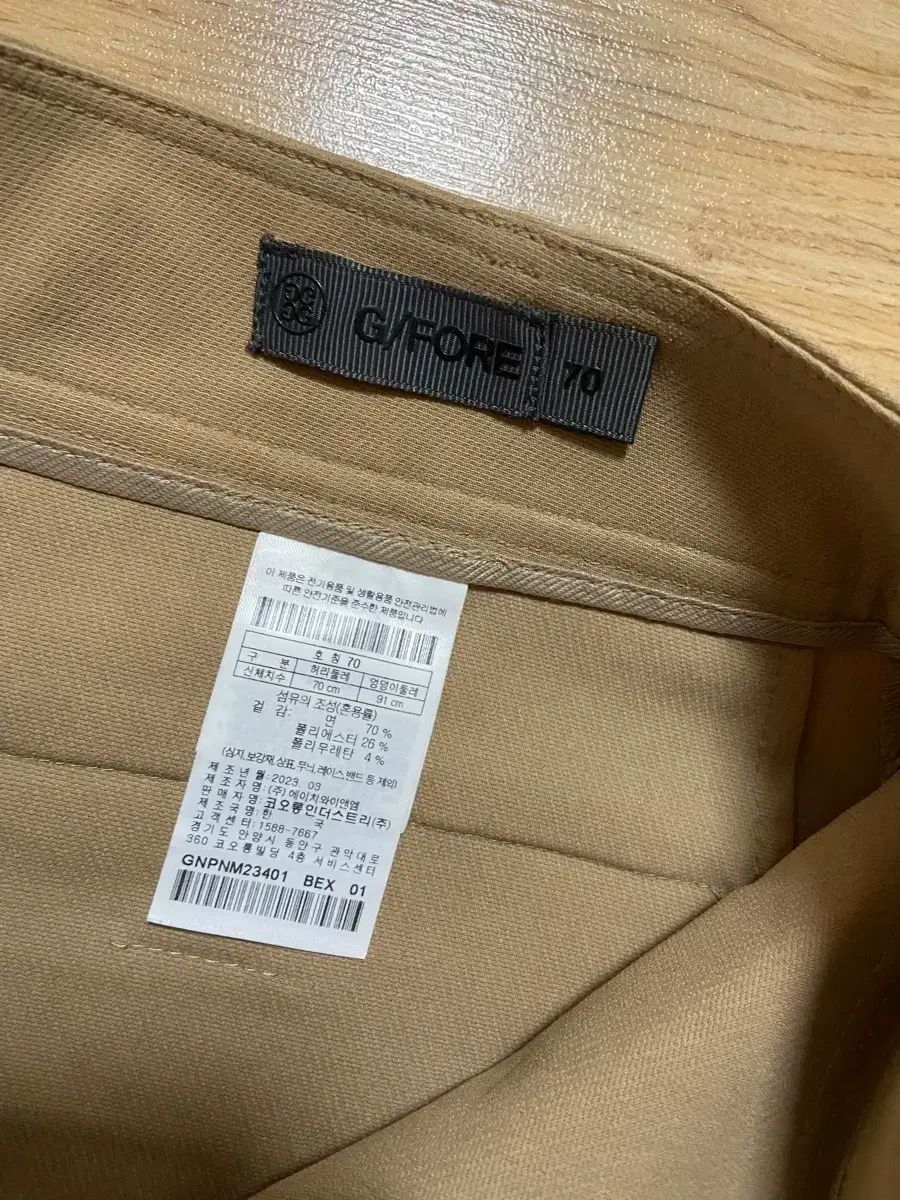 G/FORE 70
이 제품은 전기용품 및 생활용품 안전관리법에
따른 안전기준을 준수한 제품입니다
호 칭 70
구 분 허리둘레 엉덩이둘레
신체치수 70 cm 91 cm
섬유의 조성(혼용률)
겉 감: 면 70 %
폴리에스터 26 %
폴리우레탄 4 %
(심지,보강재,상표,무늬,레이스,밴드 등 제외)
제 조 년 월:2023. 03
제 조 자 명:(주) 에이치와이앤엠
판 매 자 명:코오롱인더스트리(주)
제 조 국 명:한 국
고 객 센 터:1588-7667
경기도 안양시 동안구 관악대로
360 코오롱빌딩 4층 서비스센터
GNPNM23401 BEX 01